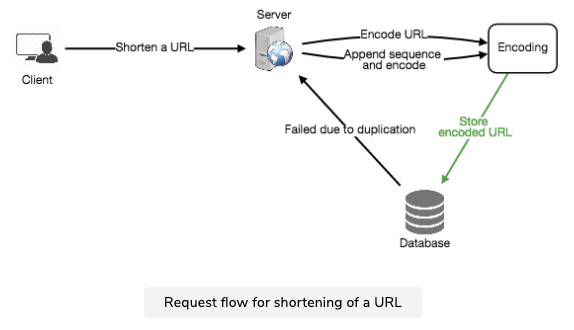 Server
Shorten a URL
Encode URL
Append sequence
and encode
Encoding
Client
Failed due to duplication
Store
encoded URL
Database
Request flow for shortening of a URL